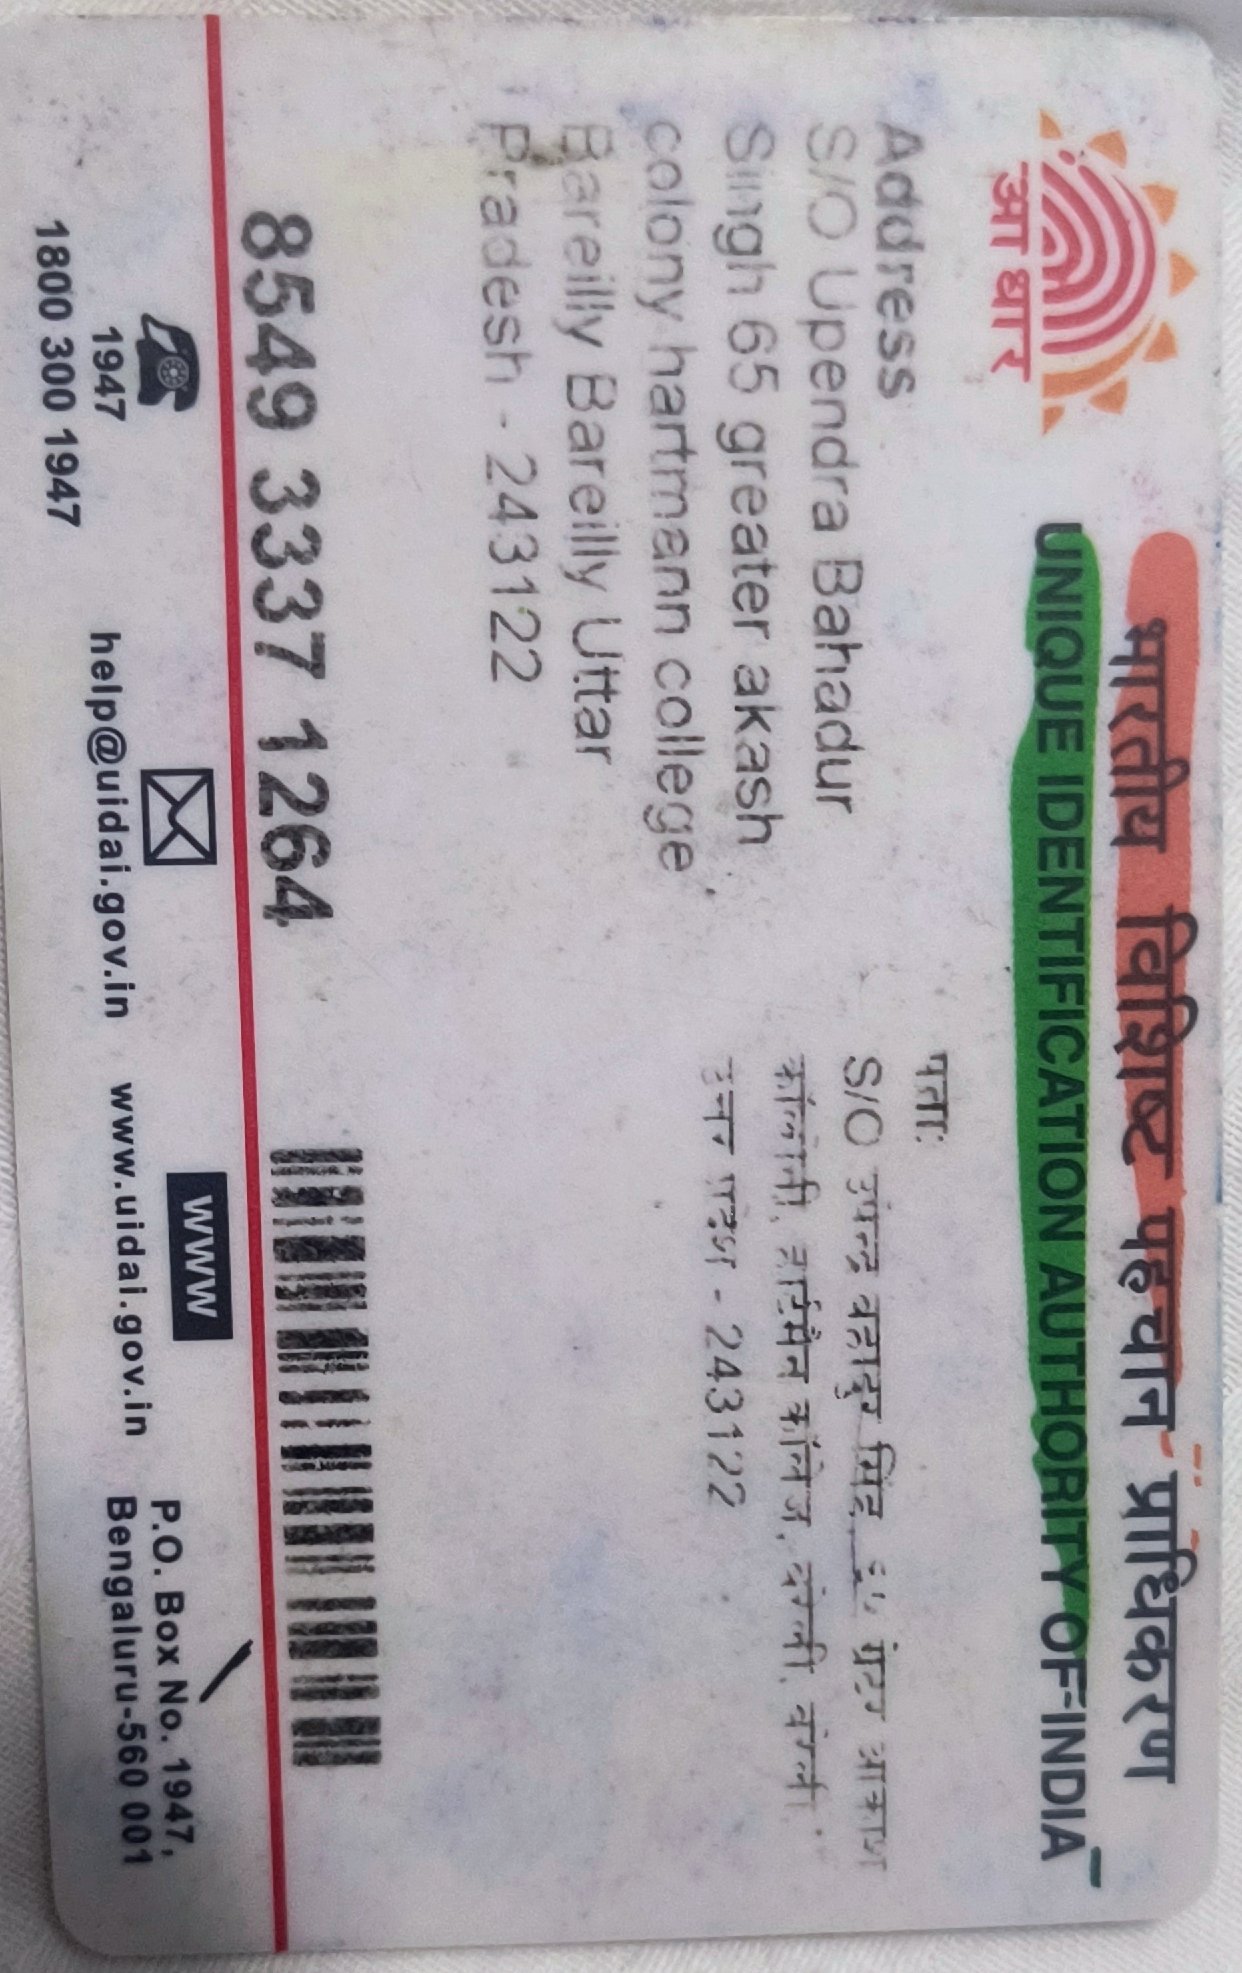 भारतीय विशिष्ट पहचान प्राधिकरण
UNIQUE IDENTIFICATION AUTHORITY OF INDIA
आधार
Address
S/O Upendra Bahadur
Singh 65 greater akash
colony hartmann college
Bareilly Bareilly Uttar
Pradesh - 243122
पता:
S/O उपेन्द्र बहादुर सिंह ग्रेटर आकाश
कॉलोनी, हार्टमैन कॉलेज, बरेली, बरेली,
उत्तर प्रदेश - 243122
8549 3337 1264
1947
1800 300 1947
help@uidai.gov.in
www
www.uidai.gov.in
P.O. Box No. 1947,
Bengaluru-560 001